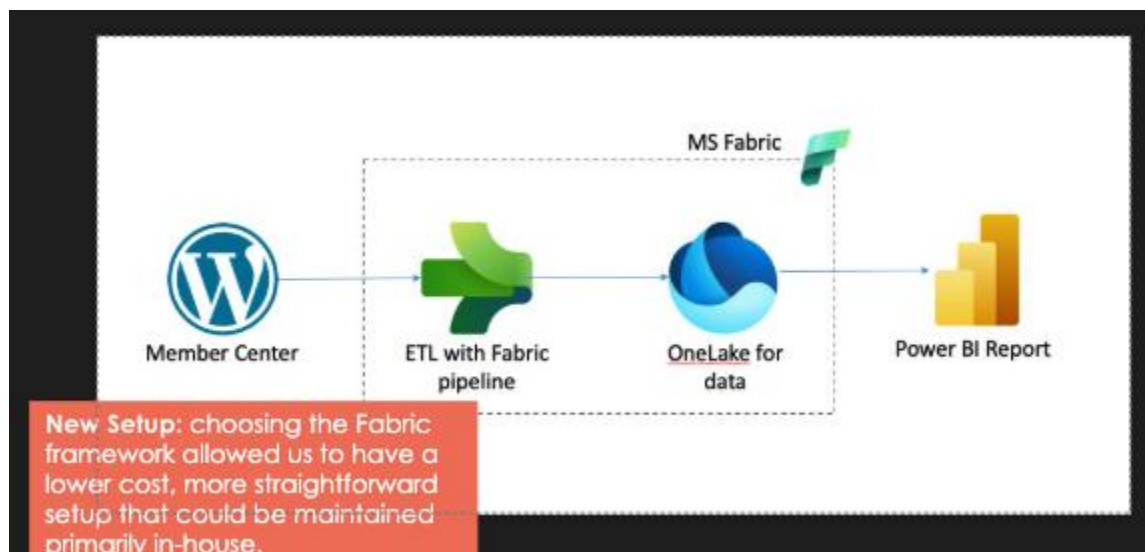 MS Fabric
Member Center
ETL with Fabric
pipeline
OneLake for
data
Power BI Report
New Setup: choosing the Fabric
framework allowed us to have a
lower cost, more straightforward
setup that could be maintained
primarily in-house.